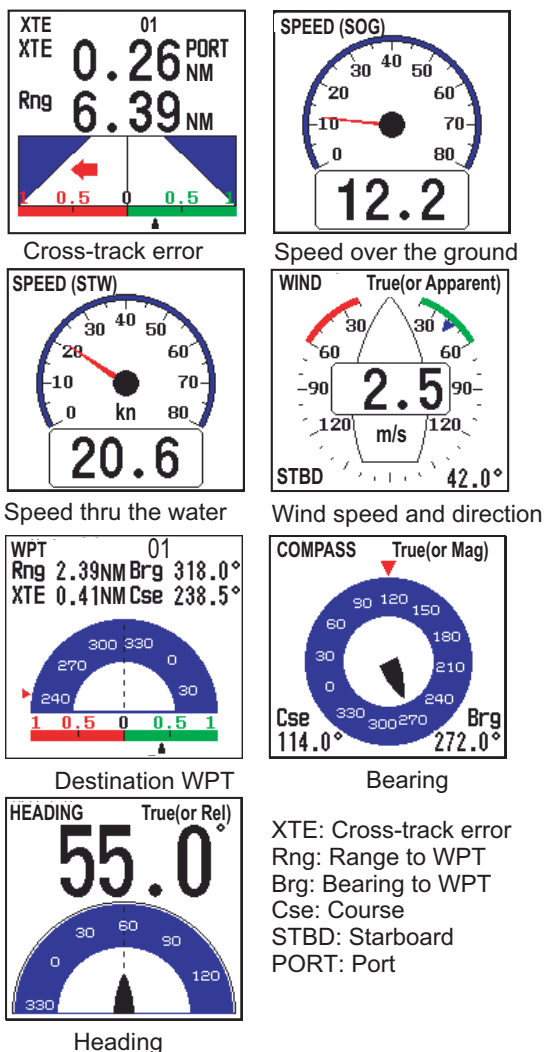 XTE 01
XTE 0.26 PORT NM
Rng 6.39 NM
1 0.5 0 0.5 1
Cross-track error
SPEED (SOG)
0 10 20 30 40 50 60 70 80
12.2
Speed over the ground
SPEED (STW)
0 10 20 30 40 50 60 70 80
kn
20.6
Speed thru the water
WIND True(or Apparent)
30 30
60 60
90 90
120 120
2.5
m/s
STBD 42.0°
Wind speed and direction
WPT 01
Rng 2.39NM Brg 318.0°
XTE 0.41NM Cse 238.5°
240 270 300 330 0 30
1 0.5 0 0.5 1
Destination WPT
COMPASS True(or Mag)
0 30 60 90 120 150 180 210 240 270 300 330
Cse Brg
114.0° 272.0°
Bearing
HEADING True(or Rel)
55.0°
330 0 30 60 90 120
Heading
XTE: Cross-track error
Rng: Range to WPT
Brg: Bearing to WPT
Cse: Course
STBD: Starboard
PORT: Port